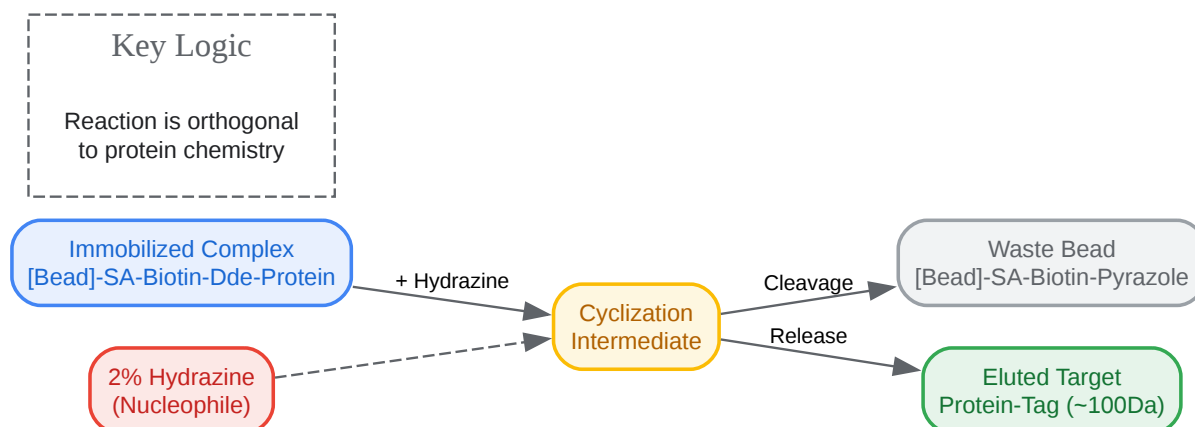 Key Logic
Reaction is orthogonal
to protein chemistry
Immobilized Complex
[Bead]-SA-Biotin-Dde-Protein
+ Hydrazine
2% Hydrazine
(Nucleophile)
Cyclization
Intermediate
Cleavage
Release
Waste Bead
[Bead]-SA-Biotin-Pyrazole
Eluted Target
Protein-Tag (~100Da)